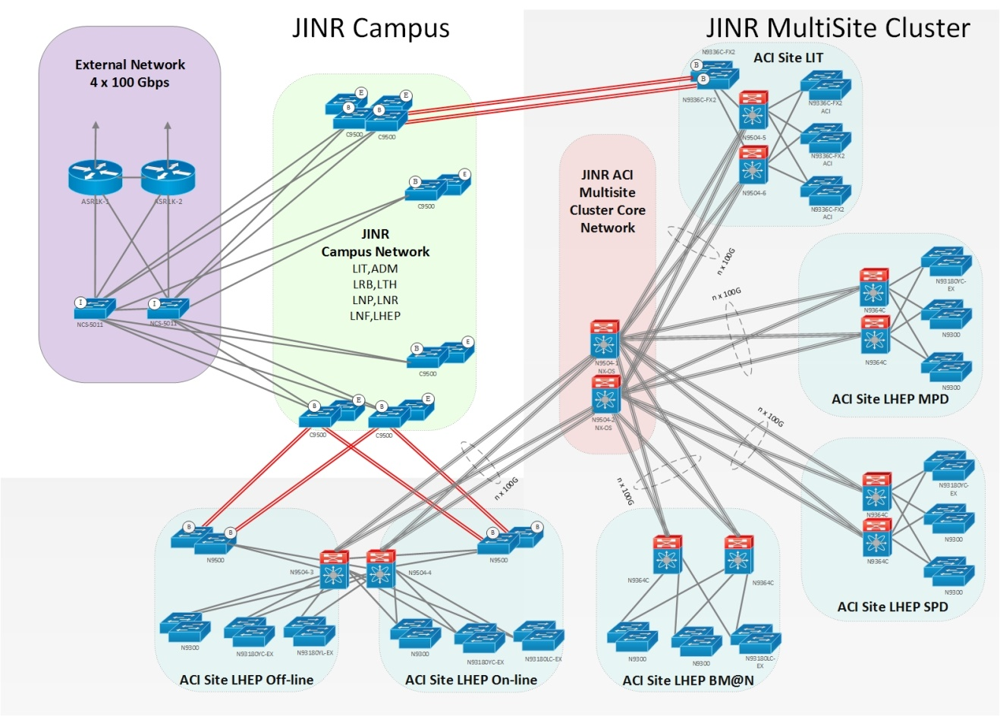 JINR Campus
JINR MultiSite Cluster
External Network
4 x 100 Gbps
ASR1K-1
ASR1K-2
I
I
NCS-5011
NCS-5011
E
E
B
B
C9500
C9500
B
E
C9500
JINR
Campus Network
LIT,ADM
LRB,LTH
LNP,LNR
LNF,LHEP
B
E
C9500
B
E
B
E
C9500
C9500
JINR ACI
Multisite
Cluster Core
Network
N9504-1
NX-OS
N9504-2
NX-OS
N9336C-FX2
ACI Site LIT
B
B
N9336C-FX2
N9504-5
N9504-6
N9336C-FX2
ACI
N9336C-FX2
ACI
N9336C-FX2
ACI
n x 100G
n x 100G
n x 100G
n x 100G
n x 100G
N9364C
N9364C
N93180YC-
EX
N9300
N9300
ACI Site LHEP MPD
N9364C
N9364C
N93180YC-
EX
N9300
N9300
ACI Site LHEP SPD
B
B
N9500
N9504-3
N9300
N93180YC-EX
N93180YL-EX
ACI Site LHEP Off-line
B
B
N9500
N9504-4
N9300
N93180YC-EX
N93180LC-EX
ACI Site LHEP On-line
N9364C
N9364C
N9300
N9300
N93180LC-
EX
ACI Site LHEP BM@N